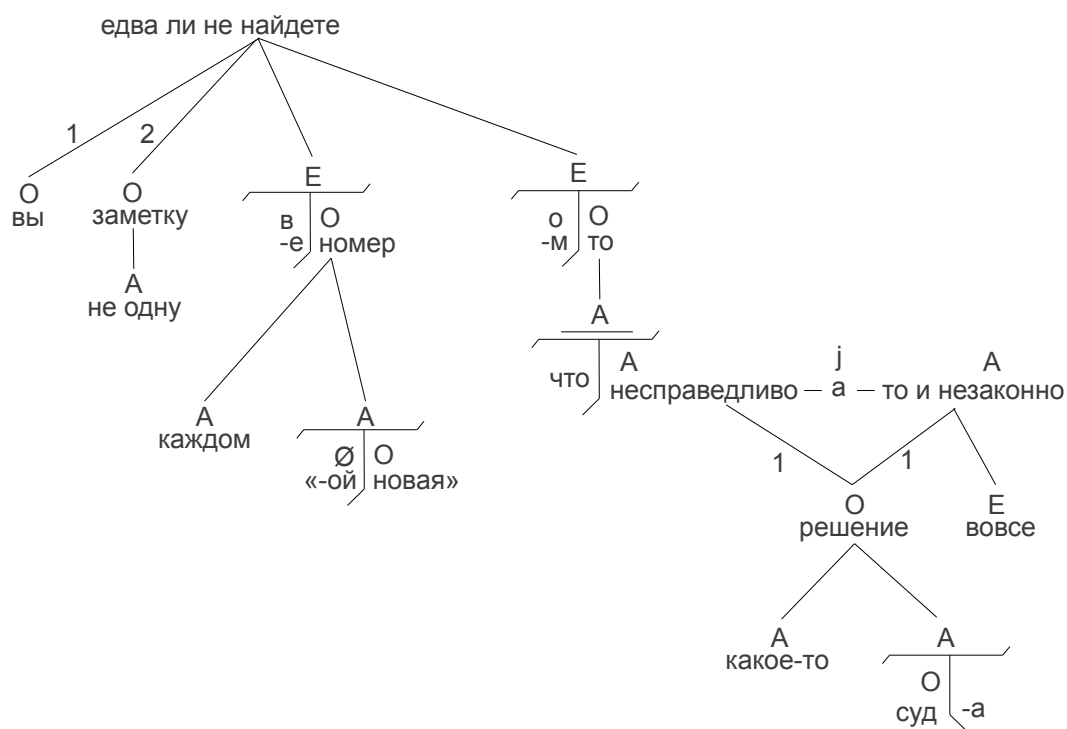 едва ли не найдете
1 2
О О Е Е
вы заметку в О о О
-е номер -м то
А
не одну
А
что А j А
несправедливо – а – то и незаконно
А А
каждом Ø О
«-ой новая»
1 1
О Е
решение вовсе
А А
какое-то О
суд -а